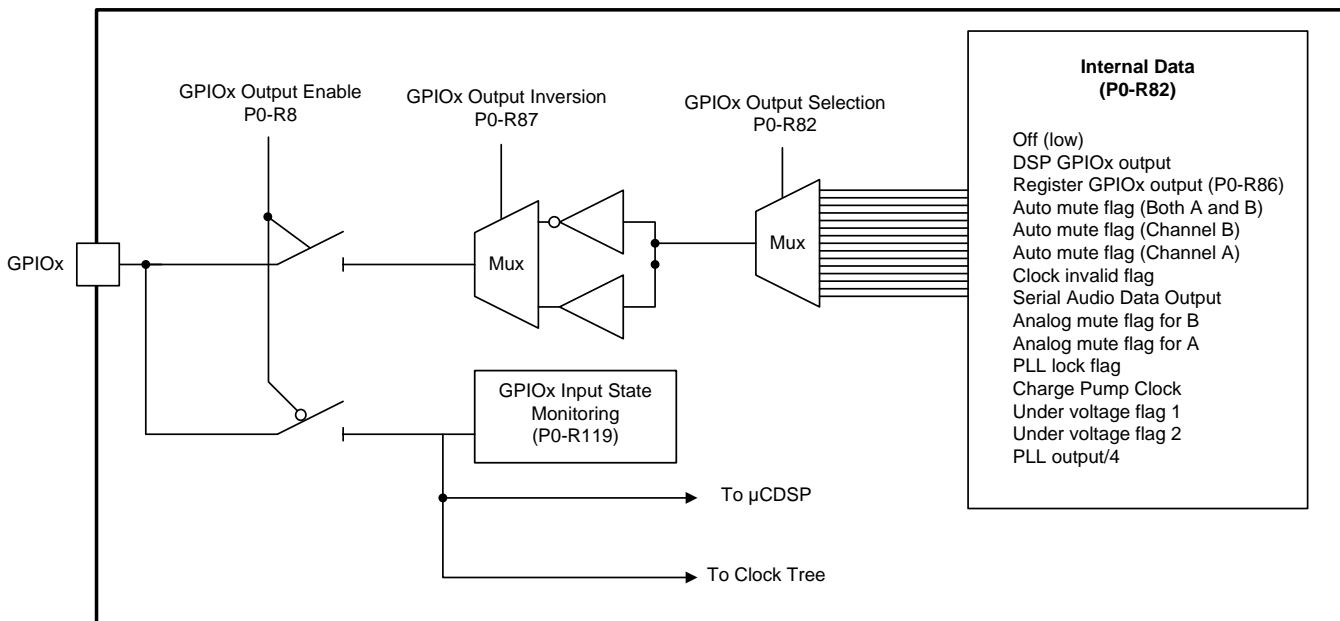 GPIOx Output Enable
P0-R8
GPIOx Output Inversion
P0-R87
GPIOx Output Selection
P0-R82
Internal Data
(P0-R82)
Off (low)
DSP GPIOx output
Register GPIOx output (P0-R86)
Auto mute flag (Both A and B)
Auto mute flag (Channel B)
Auto mute flag (Channel A)
Clock invalid flag
Serial Audio Data Output
Analog mute flag for B
Analog mute flag for A
PLL lock flag
Charge Pump Clock
Under voltage flag 1
Under voltage flag 2
PLL output/4
GPIOx
Mux
Mux
GPIOx Input State
Monitoring
(P0-R119)
To µCDSP
To Clock Tree